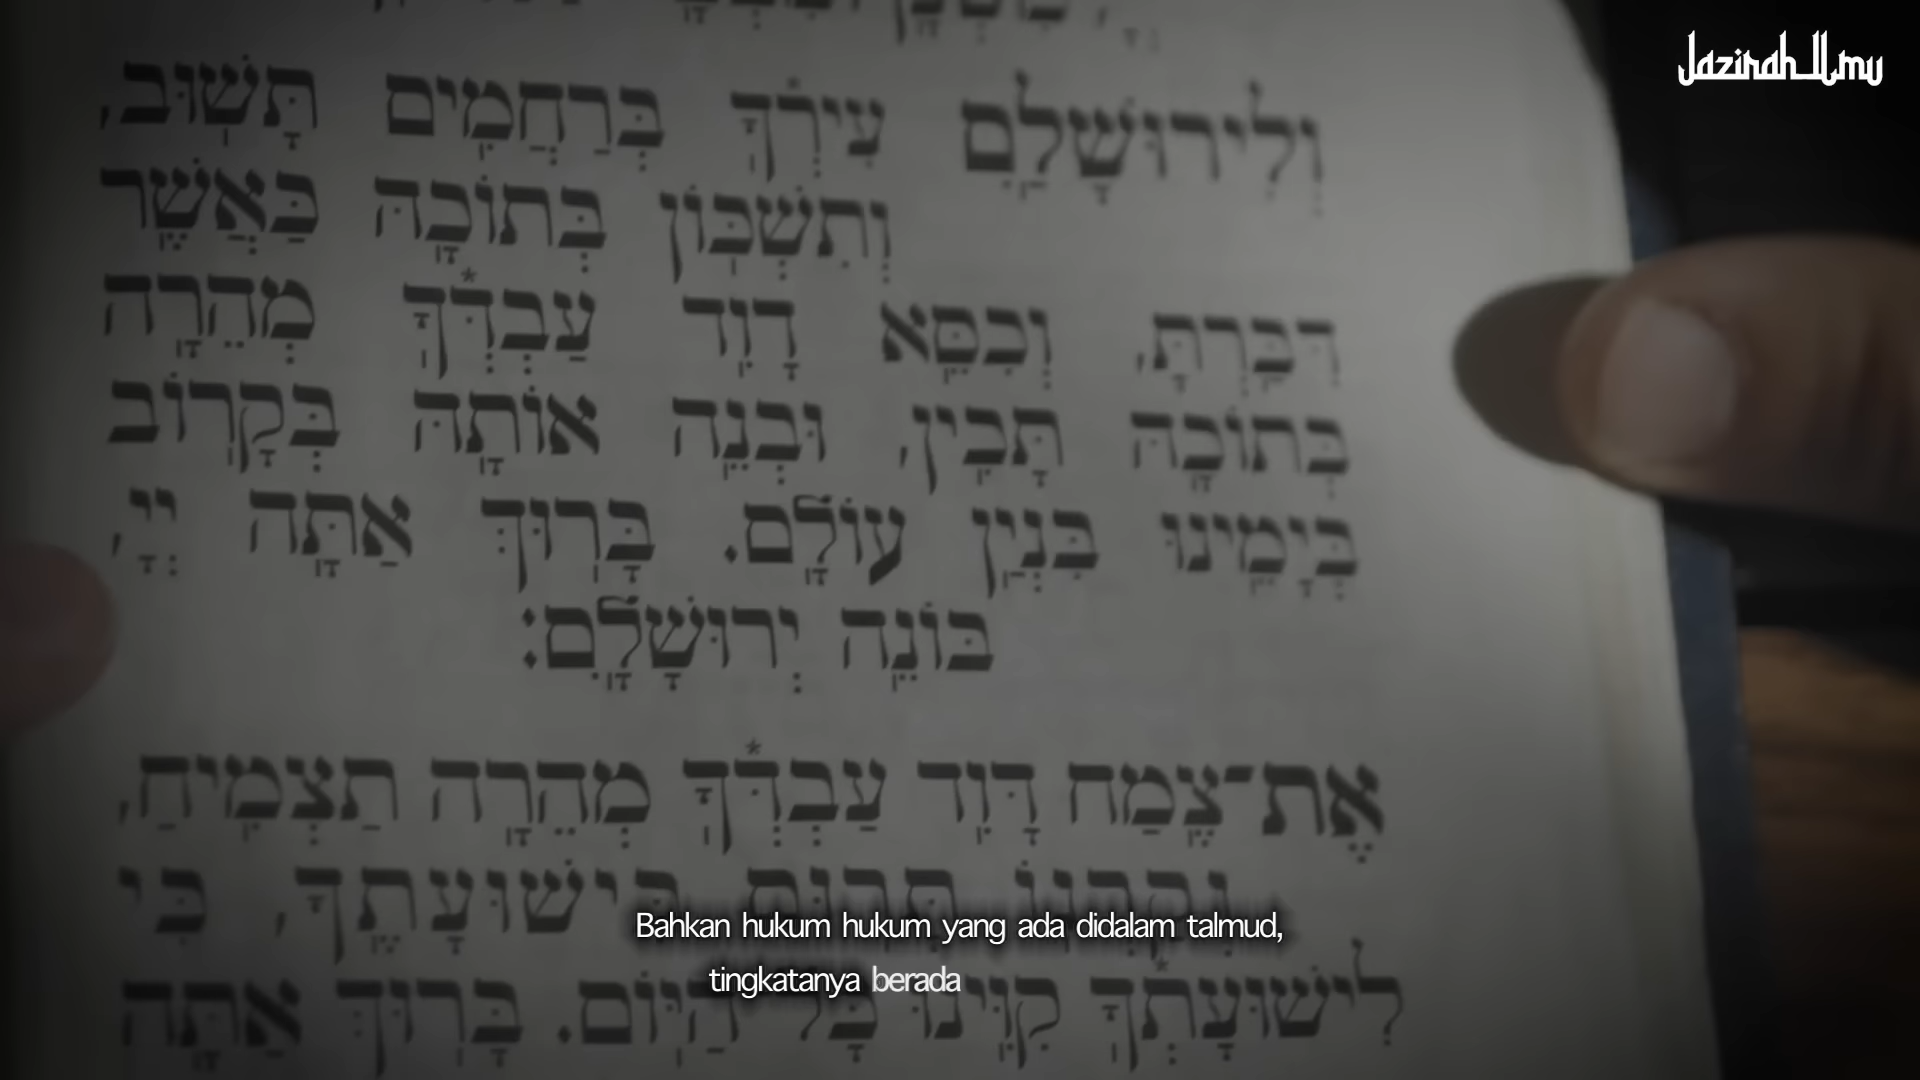 Jazirah Ilmu
וְלִירוּשָׁלַיִם עִירְךָ בְּרַחֲמִים תָּשׁוּב,
וְתִשְׁכּוֹן בְּתוֹכָהּ כַּאֲשֶׁר
דִּבַּרְתָּ, וְכִסֵּא דָוִד עַבְדְּךָ* מְהֵרָה
בְּתוֹכָהּ תָּכִין, וּבְנֵה אוֹתָהּ בְּקָרוֹב
בְּיָמֵינוּ בִּנְיַן עוֹלָם. בָּרוּךְ אַתָּה יְיָ,
בּוֹנֵה יְרוּשָׁלָיִם:
אֶת־צֶמַח דָּוִד עַבְדְּךָ* מְהֵרָה תַצְמִיחַ,
בִּישׁוּעָתֶךָ, כִּי
לִישׁוּעָתְךָ* קִוִּינוּ כָּל הַיּוֹם. בָּרוּךְ אַתָּה
Bahkan hukum hukum yang ada didalam talmud,
tingkatanya berada